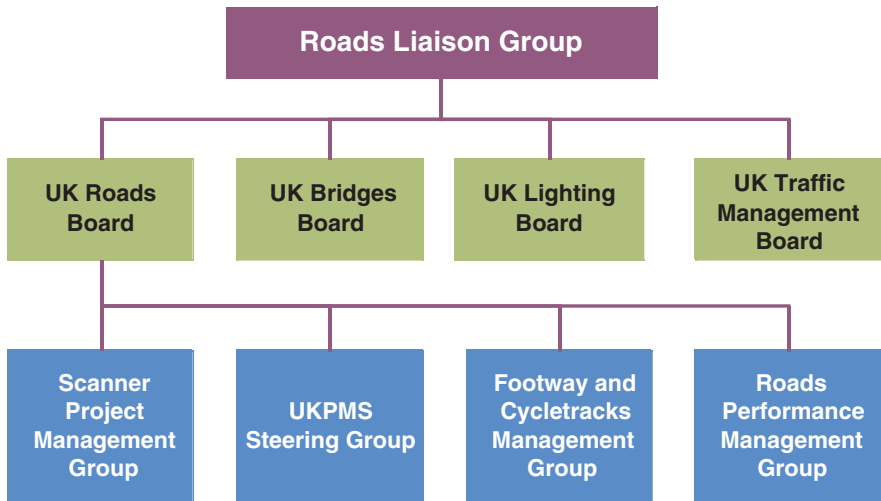 Roads Liaison Group
UK Roads
Board
UK Bridges
Board
UK Lighting
Board
UK Traffic
Management
Board
Scanner
Project
Management
Group
UKPMS
Steering Group
Footway and
Cycletracks
Management
Group
Roads
Performance
Management
Group